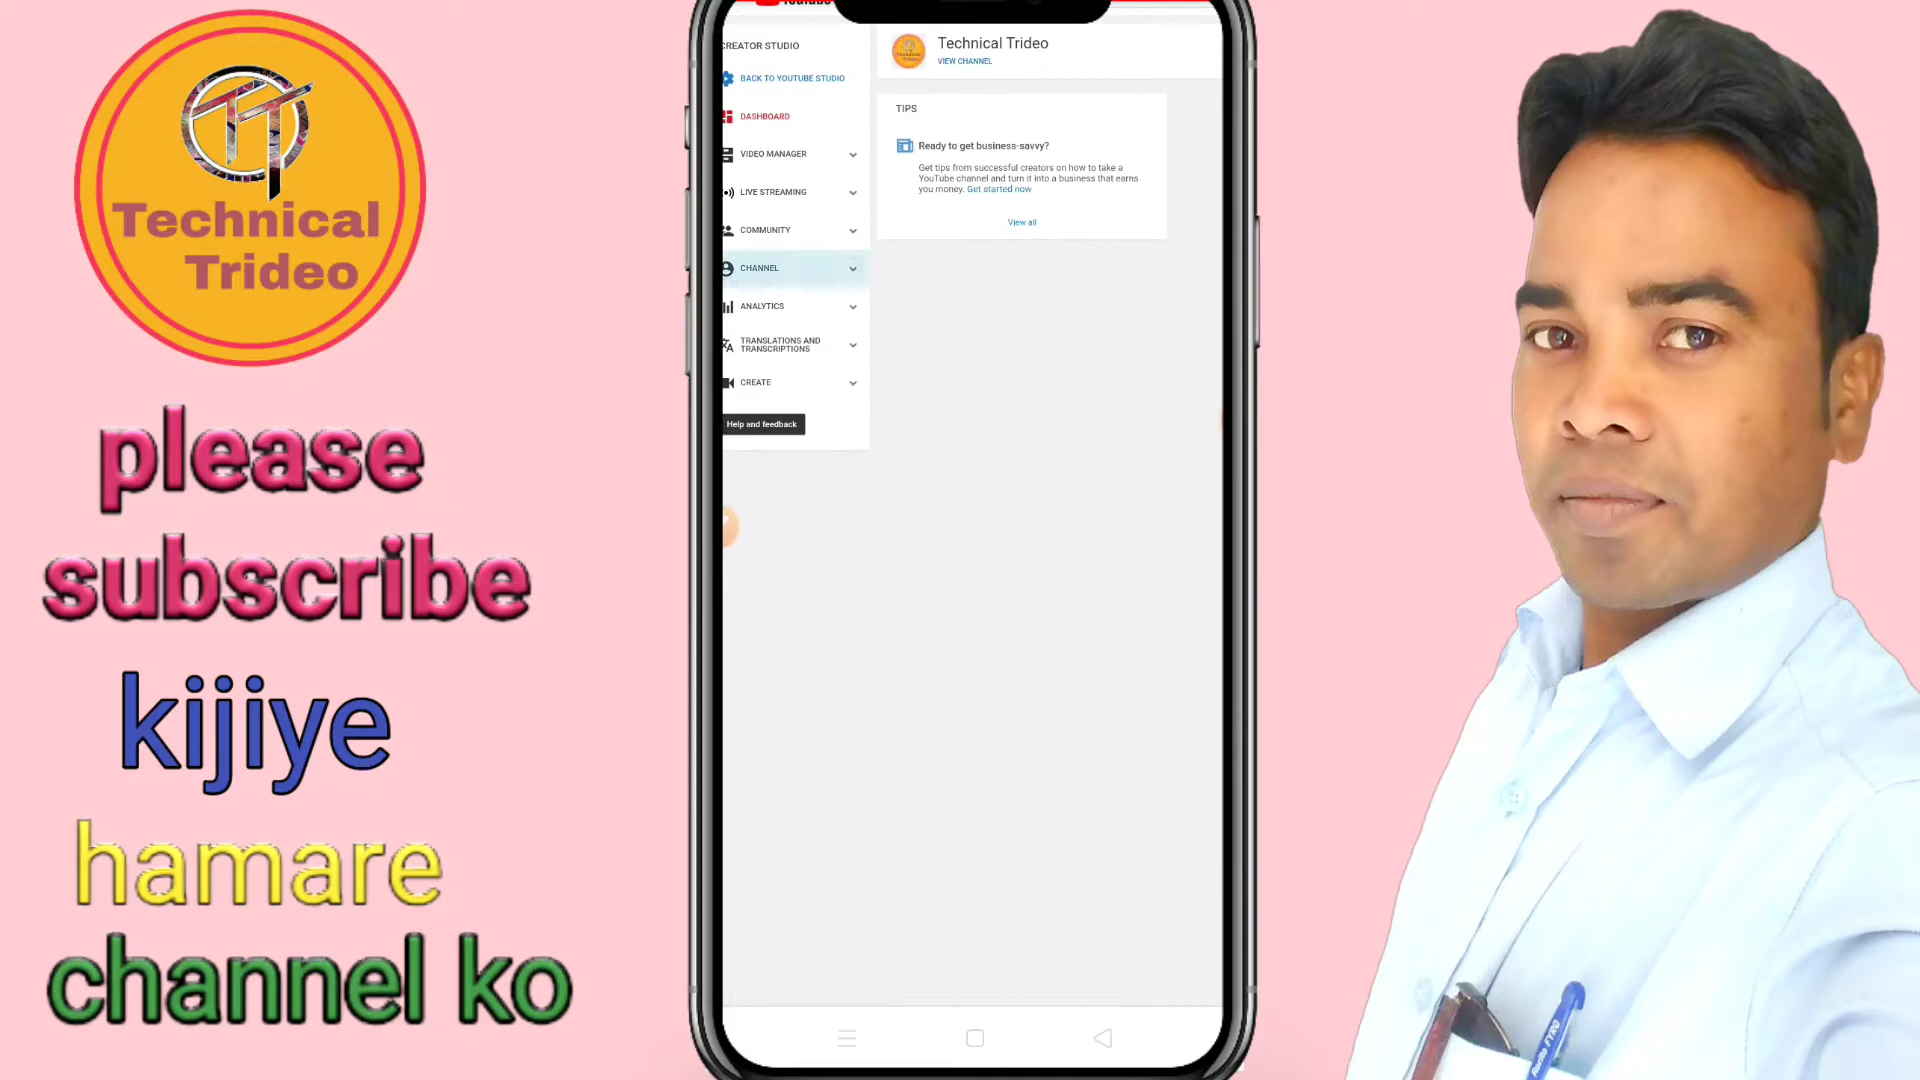 Technical
Trideo
please
subscribe
kijiye
hamare
channel ko
CREATOR STUDIO
BACK TO YOUTUBE STUDIO
DASHBOARD
VIDEO MANAGER
LIVE STREAMING
COMMUNITY
CHANNEL
ANALYTICS
TRANSLATIONS AND
TRANSCRIPTIONS
CREATE
Help and feedback
Technical Trideo
VIEW CHANNEL
TIPS
Ready to get business-savvy?
Get tips from successful creators on how to take a
YouTube channel and turn it into a business that earns
you money. Get started now
View all